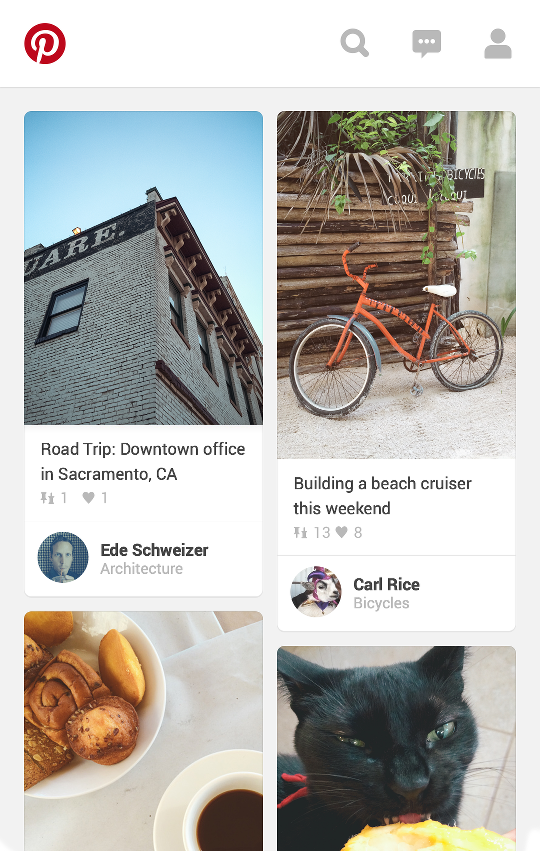 UARE.
Road Trip: Downtown office
in Sacramento, CA
1 1
Ede Schweizer
Architecture
BICYCLES
Building a beach cruiser
this weekend
13 8
Carl Rice
Bicycles